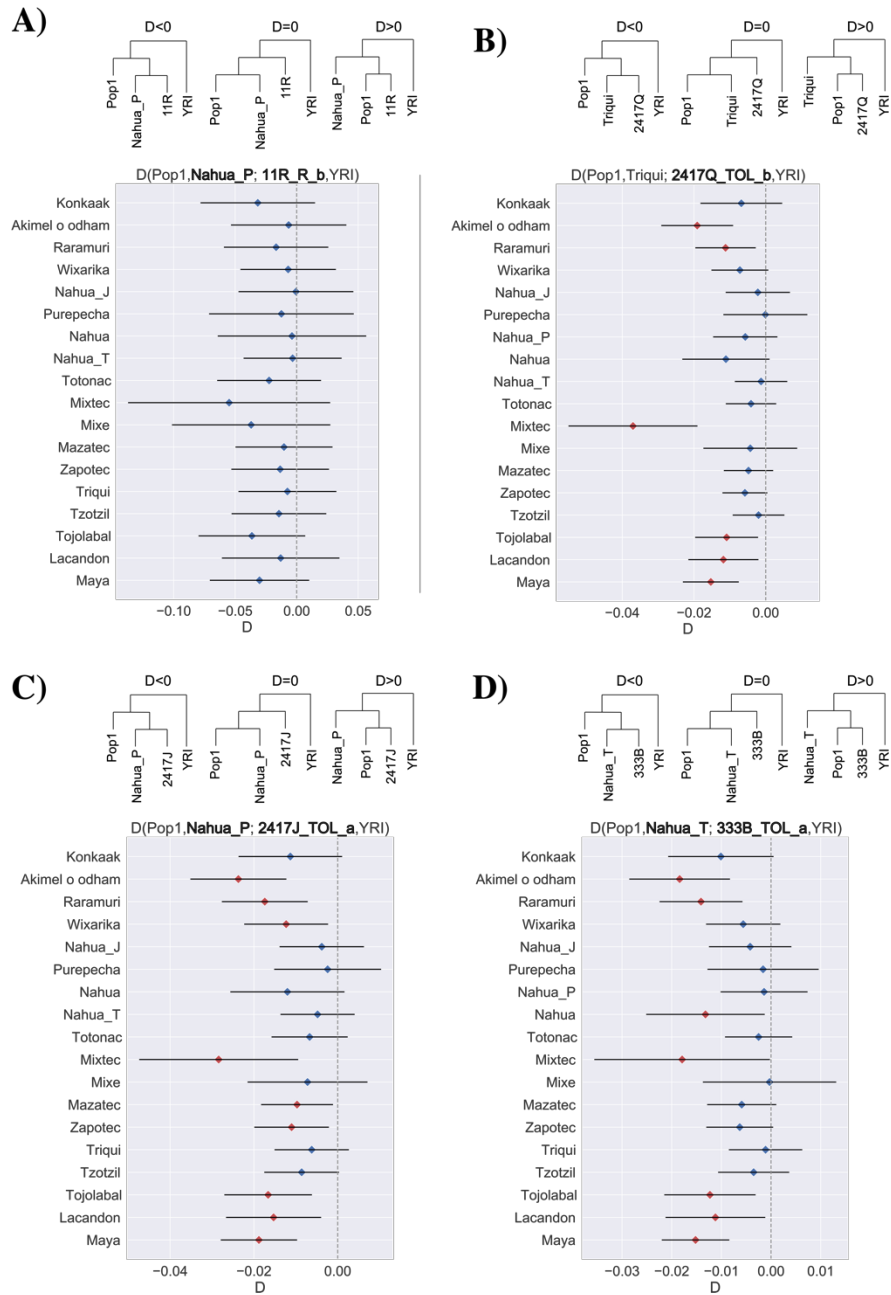 A)
D<0 D=0 D>0
Pop1 Nahua_P 11R YRI Pop1 Nahua_P 11R YRI Nahua_P Pop1 11R YRI
D(Pop1,Nahua_P; 11R_R_b,YRI)
Konkaak
Akimel o odham
Raramuri
Wixarika
Nahua_J
Purepecha
Nahua
Nahua_T
Totonac
Mixtec
Mixe
Mazatec
Zapotec
Triqui
Tzotzil
Tojolabal
Lacandon
Maya
−0.10 −0.05 0.00 0.05
D
B)
D<0 D=0 D>0
Pop1 Triqui 2417Q YRI Pop1 Triqui 2417Q YRI Triqui Pop1 2417Q YRI
D(Pop1,Triqui; 2417Q_TOL_b,YRI)
Konkaak
Akimel o odham
Raramuri
Wixarika
Nahua_J
Purepecha
Nahua_P
Nahua
Nahua_T
Totonac
Mixtec
Mixe
Mazatec
Zapotec
Tzotzil
Tojolabal
Lacandon
Maya
−0.04 −0.02 0.00
D
C)
D<0 D=0 D>0
Pop1 Nahua_P 2417J YRI Pop1 Nahua_P 2417J YRI Nahua_P Pop1 2417J YRI
D(Pop1,Nahua_P; 2417J_TOL_a,YRI)
Konkaak
Akimel o odham
Raramuri
Wixarika
Nahua_J
Purepecha
Nahua
Nahua_T
Totonac
Mixtec
Mixe
Mazatec
Zapotec
Triqui
Tzotzil
Tojolabal
Lacandon
Maya
−0.04 −0.02 0.00
D
D)
D<0 D=0 D>0
Pop1 Nahua_T 333B YRI Pop1 Nahua_T 333B YRI Nahua_T Pop1 333B YRI
D(Pop1,Nahua_T; 333B_TOL_a,YRI)
Konkaak
Akimel o odham
Raramuri
Wixarika
Nahua_J
Purepecha
Nahua_P
Nahua
Totonac
Mixtec
Mixe
Mazatec
Zapotec
Triqui
Tzotzil
Tojolabal
Lacandon
Maya
−0.03 −0.02 −0.01 0.00 0.01
D